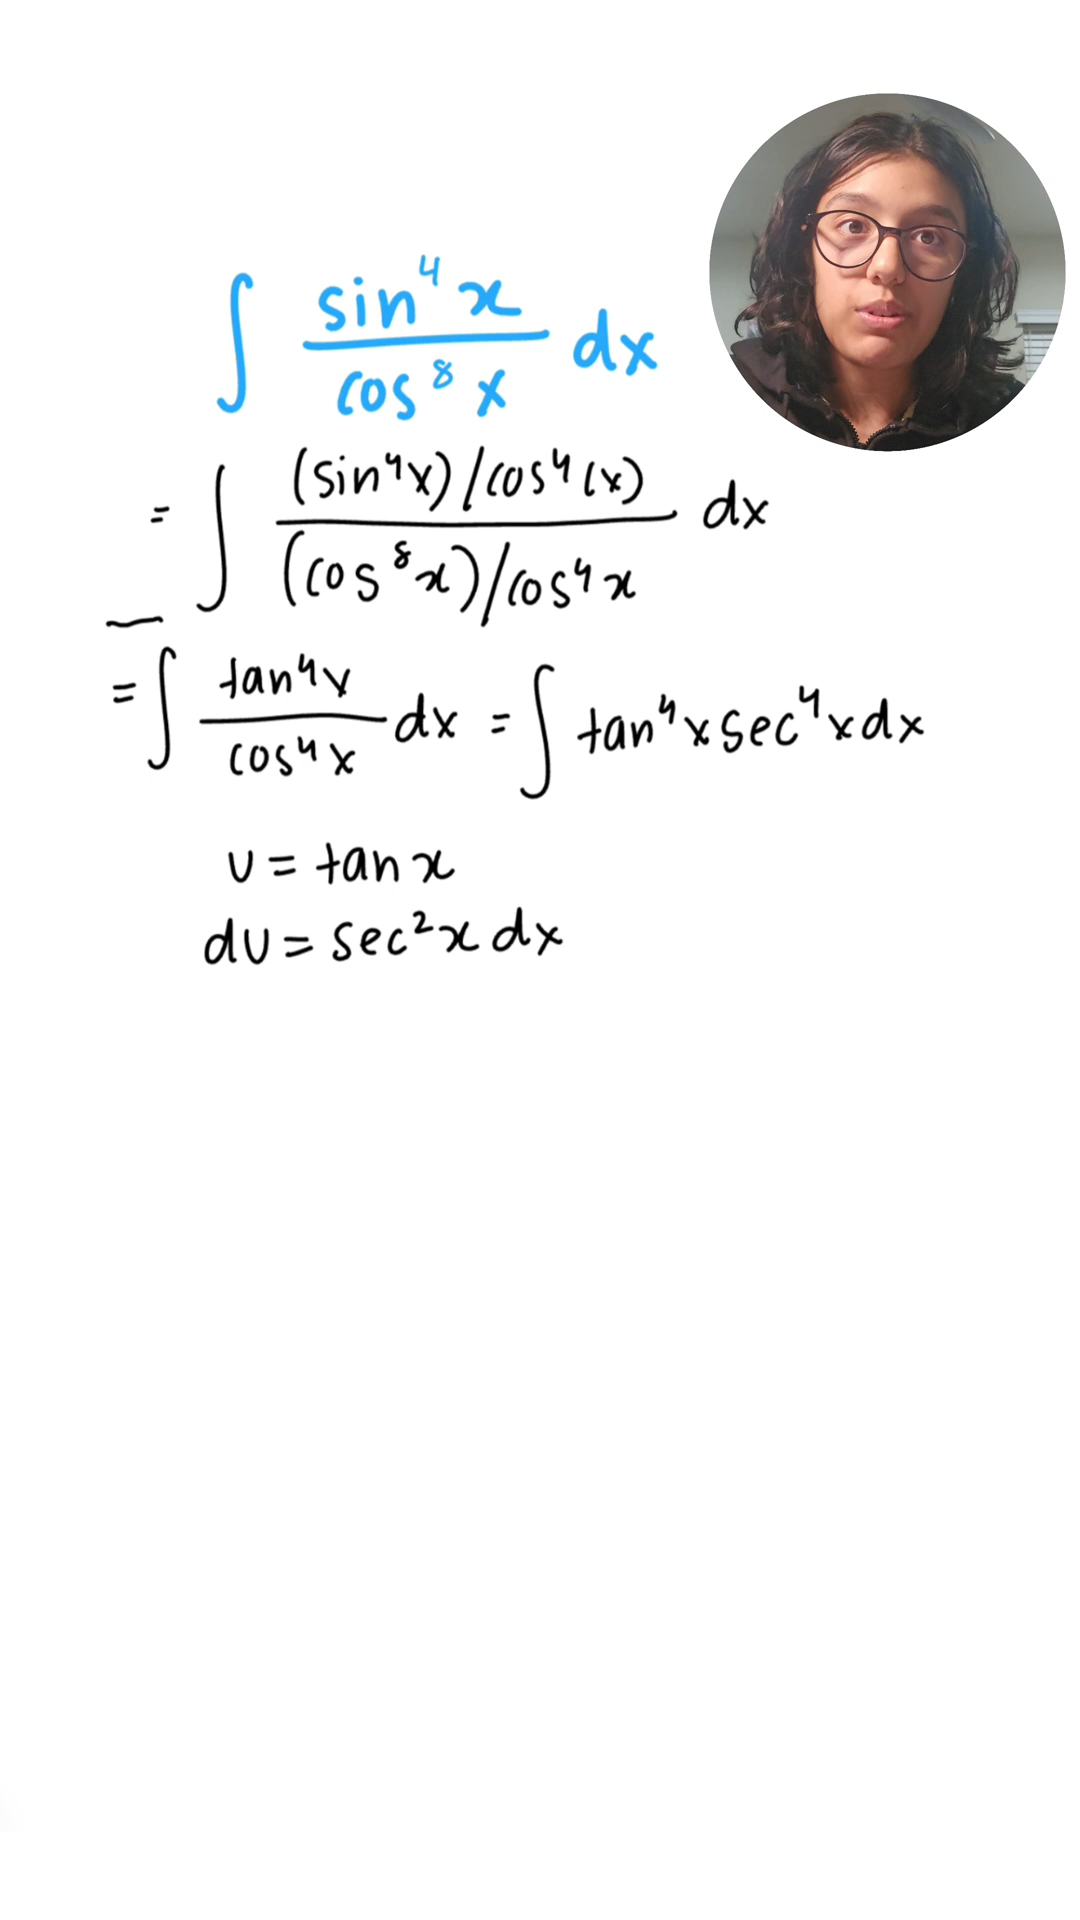 ∫ sin⁴x / cos⁸x dx
= ∫ (sin⁴x)/cos⁴(x) / (cos⁸x)/cos⁴x dx
= ∫ tan⁴x / cos⁴x dx = ∫ tan⁴x sec⁴x dx
u = tan x
du = sec²x dx